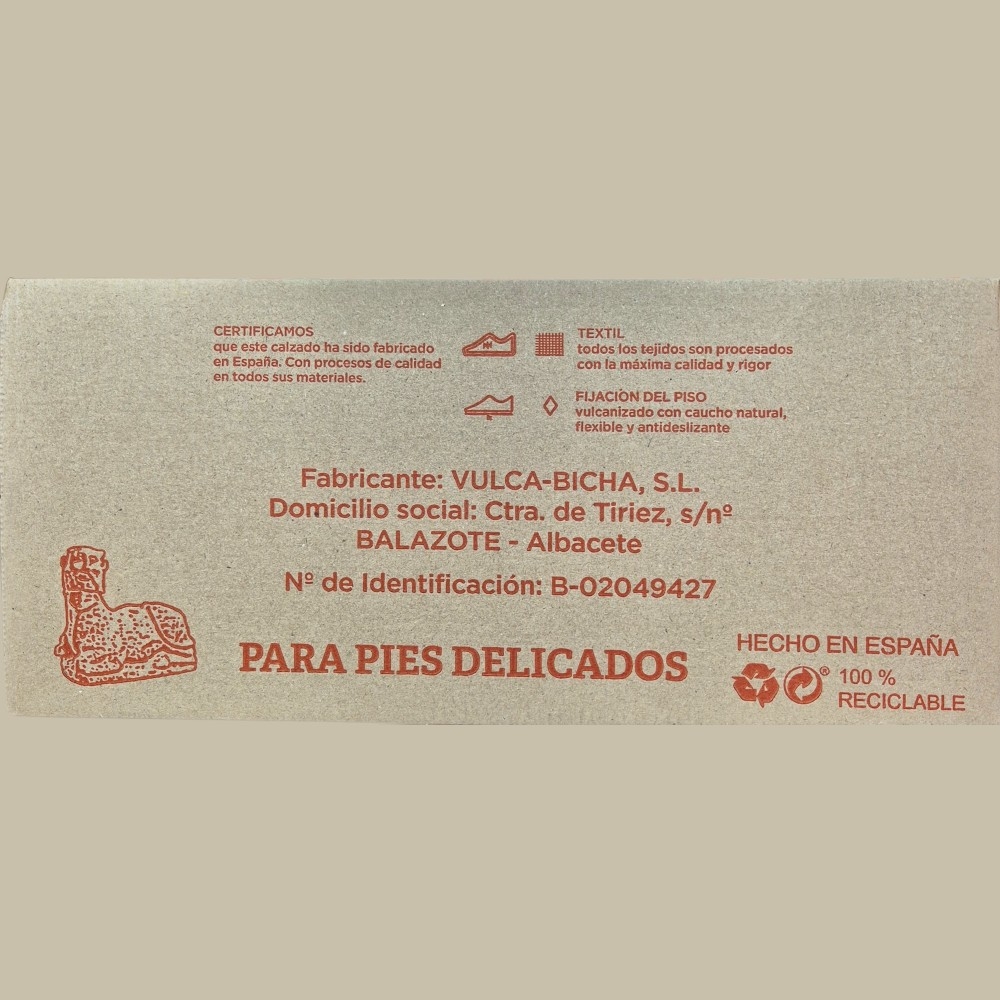 CERTIFICAMOS
que este calzado ha sido fabricado
en España. Con procesos de calidad
en todos sus materiales.
TEXTIL
todos los tejidos son procesados
con la máxima calidad y rigor
FIJACIÓN DEL PISO
vulcanizado con caucho natural,
flexible y antideslizante
Fabricante: VULCA-BICHA, S.L.
Domicilio social: Ctra. de Tiriez, s/nº
BALAZOTE - Albacete
Nº de Identificación: B-02049427
PARA PIES DELICADOS
HECHO EN ESPAÑA
100 %
RECICLABLE